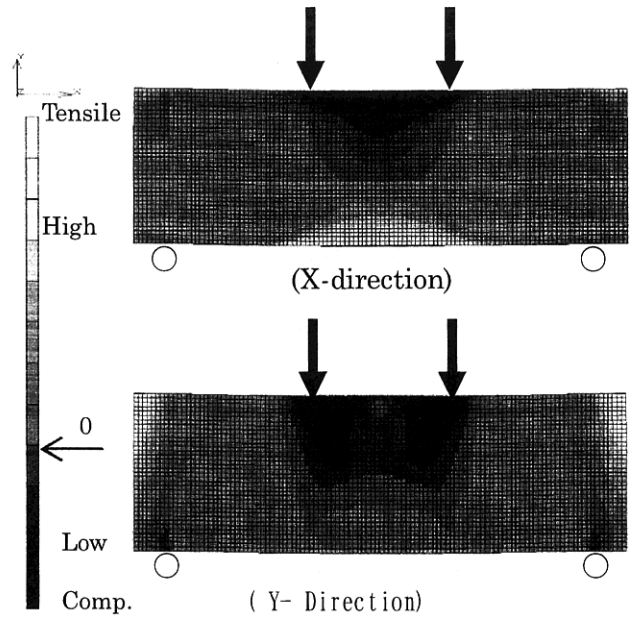 Y
X
Tensile
High
0
Low
Comp.
(X-direction)
( Y- Direction)